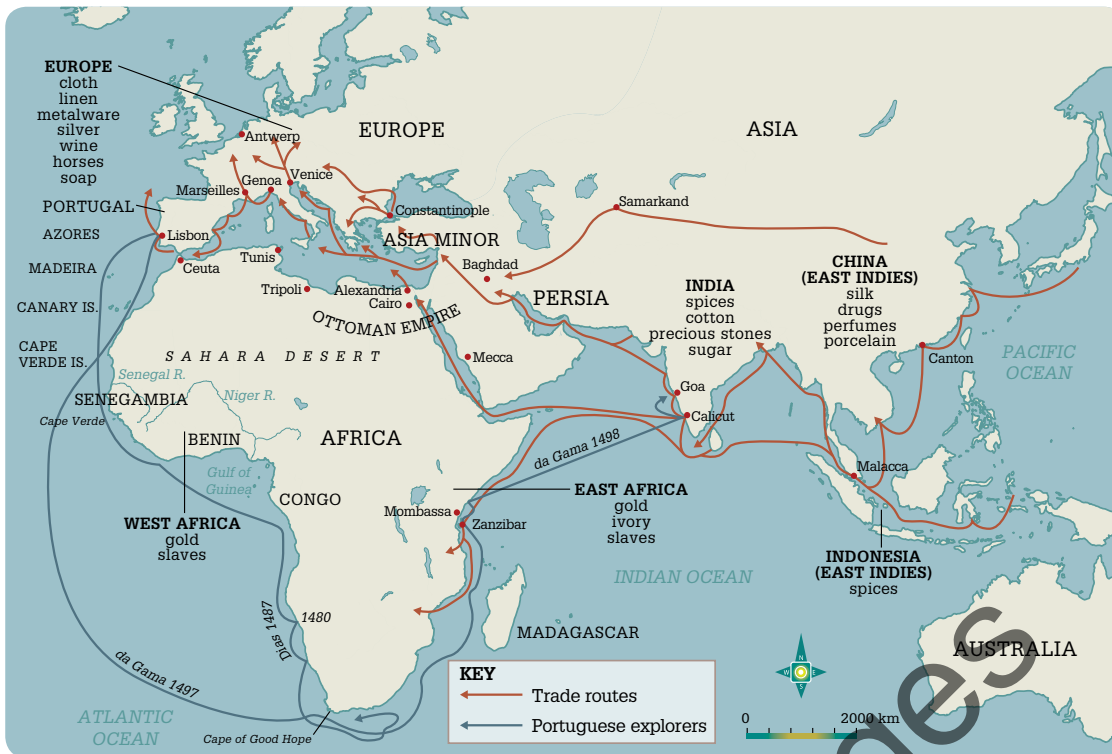 EUROPE
cloth
linen
metalware
silver
wine
horses
soap
EUROPE
ASIA
Antwerp
Venice
Genoa
Marseilles
PORTUGAL
Lisbon
AZORES
Ceuta
MADEIRA
CANARY IS.
CAPE
VERDE IS.
Constantinople
ASIA MINOR
Samarkand
Baghdad
Tunis
Tripoli
Alexandria
Cairo
OTTOMAN EMPIRE
PERSIA
Mecca
INDIA
spices
cotton
precious stones
sugar
CHINA
(EAST INDIES)
silk
drugs
perfumes
porcelain
Canton
PACIFIC
OCEAN
SAHARA DESERT
Senegal R.
Niger R.
SENEGAMBIA
Cape Verde
BENIN
AFRICA
Gulf of
Guinea
CONGO
Goa
Calicut
da Gama 1498
Malacca
WEST AFRICA
gold
slaves
EAST AFRICA
gold
ivory
slaves
Mombassa
Zanzibar
INDONESIA
(EAST INDIES)
spices
INDIAN OCEAN
MADAGASCAR
AUSTRALIA
1480
Dias 1487
da Gama 1497
ATLANTIC
OCEAN
Cape of Good Hope
KEY
Trade routes
Portuguese explorers
N
W
E
S
0 2000 km
ges